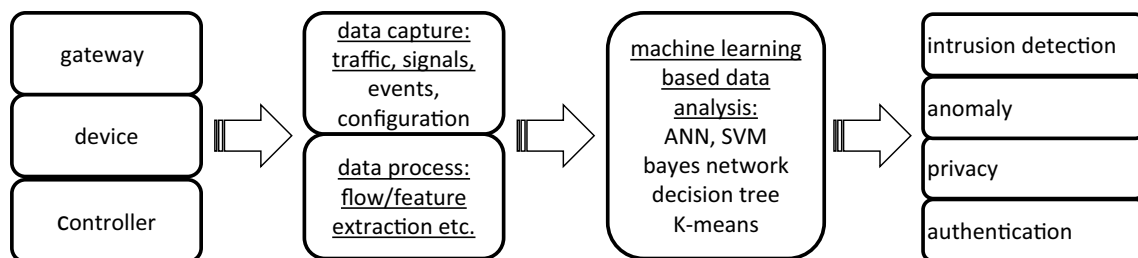 gateway
device
controller
data capture:
traffic, signals,
events,
configuration
data process:
flow/feature
extraction etc.
machine learning
based data
analysis:
ANN, SVM
bayes network
decision tree
K-means
intrusion detection
anomaly
privacy
authentication